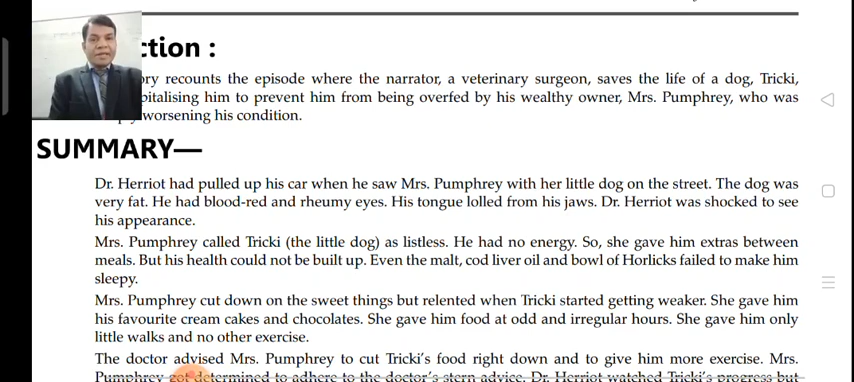 ction :
ory recounts the episode where the narrator, a veterinary surgeon, saves the life of a dog, Tricki,
pitalising him to prevent him from being overfed by his wealthy owner, Mrs. Pumphrey, who was
worsening his condition.
SUMMARY—
Dr. Herriot had pulled up his car when he saw Mrs. Pumphrey with her little dog on the street. The dog was
very fat. He had blood-red and rheumy eyes. His tongue lolled from his jaws. Dr. Herriot was shocked to see
his appearance.
Mrs. Pumphrey called Tricki (the little dog) as listless. He had no energy. So, she gave him extras between
meals. But his health could not be built up. Even the malt, cod liver oil and bowl of Horlicks failed to make him
sleepy.
Mrs. Pumphrey cut down on the sweet things but relented when Tricki started getting weaker. She gave him
his favourite cream cakes and chocolates. She gave him food at odd and irregular hours. She gave him only
little walks and no other exercise.
The doctor advised Mrs. Pumphrey to cut Tricki's food right down and to give him more exercise. Mrs.
Pumphrey got determined to adhere to the doctor's stern advice. Dr. Herriot watched Tricki's progress but